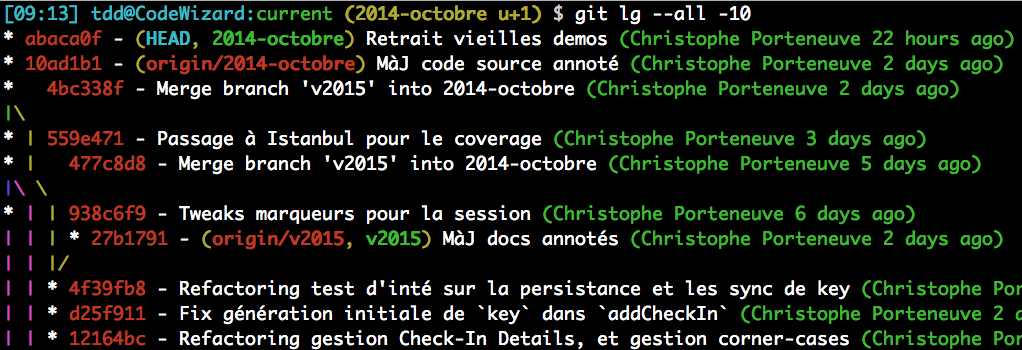 [09:13] tdd@CodeWizard:current (2014-octobre u+1) $ git lg --all -10
* abaca0f - (HEAD, 2014-octobre) Retrait vieilles demos (Christophe Porteneuve 22 hours ago)
* 10ad1b1 - (origin/2014-octobre) MàJ code source annoté (Christophe Porteneuve 2 days ago)
*   4bc338f - Merge branch 'v2015' into 2014-octobre (Christophe Porteneuve 2 days ago)
|\
* | 559e471 - Passage à Istanbul pour le coverage (Christophe Porteneuve 3 days ago)
* |   477c8d8 - Merge branch 'v2015' into 2014-octobre (Christophe Porteneuve 5 days ago)
|\ \
* | | 938c6f9 - Tweaks marqueurs pour la session (Christophe Porteneuve 6 days ago)
| | | * 27b1791 - (origin/v2015, v2015) MàJ docs annotés (Christophe Porteneuve 2 days ago)
| | |/
| | * 4f39fb8 - Refactoring test d'inté sur la persistance et les sync de key (Christophe Por
| | * d25f911 - Fix génération initiale de `key` dans `addCheckIn` (Christophe Porteneuve 2 d
| | * 12164bc - Refactoring gestion Check-In Details, et gestion corner-cases (Christophe Por